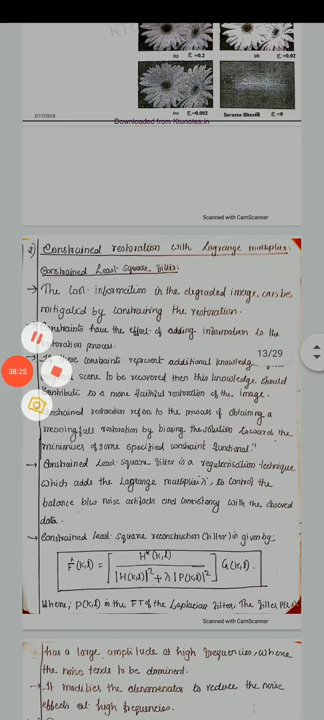 (c) ε =0.2
(d) ε =0.02
(e) ε =0.002
Inverse filter ε =0
2/17/2018
Downloaded from Ktunotes.in
Scanned with CamScanner
2) Constrained restoration with Lagrange multiplier
Constrained Least-Square Filter:
→ The lost information in the degraded image, can be
mitigated by constraining the restoration.
constraints have the effect of adding information to the
restoration process.
these constraints represent additional knowledge
13/29
scene to be recovered then this knowledge should
contribute to a more faithful restoration of the image.
38:25
constrained restoration refers to the process of obtaining a
meaningful restoration by biasing the solution towards the
minimiser of some specified constraint functional."
→ Constrained Least-Square Filter is a regularisation technique
which adds the Lagrange multiplier λ, to control the
balance b/w noise artifacts and consistency with the observed
data.
→ Constrained Least-Square reconstruction (filter) is given by:
F̂(k,l) = [ H*(k,l) / |H(k,l)|² + λ |P(k,l)|² ] G(k,l).
Where; P(k,l) is the FT of the Laplacian Filter. The filter P(k,l)
Scanned with CamScanner
has a large amplitude at high frequencies, where
the noise tends to be dominant.
→ It modifies the denominator to reduce the noise
effects at high frequencies.